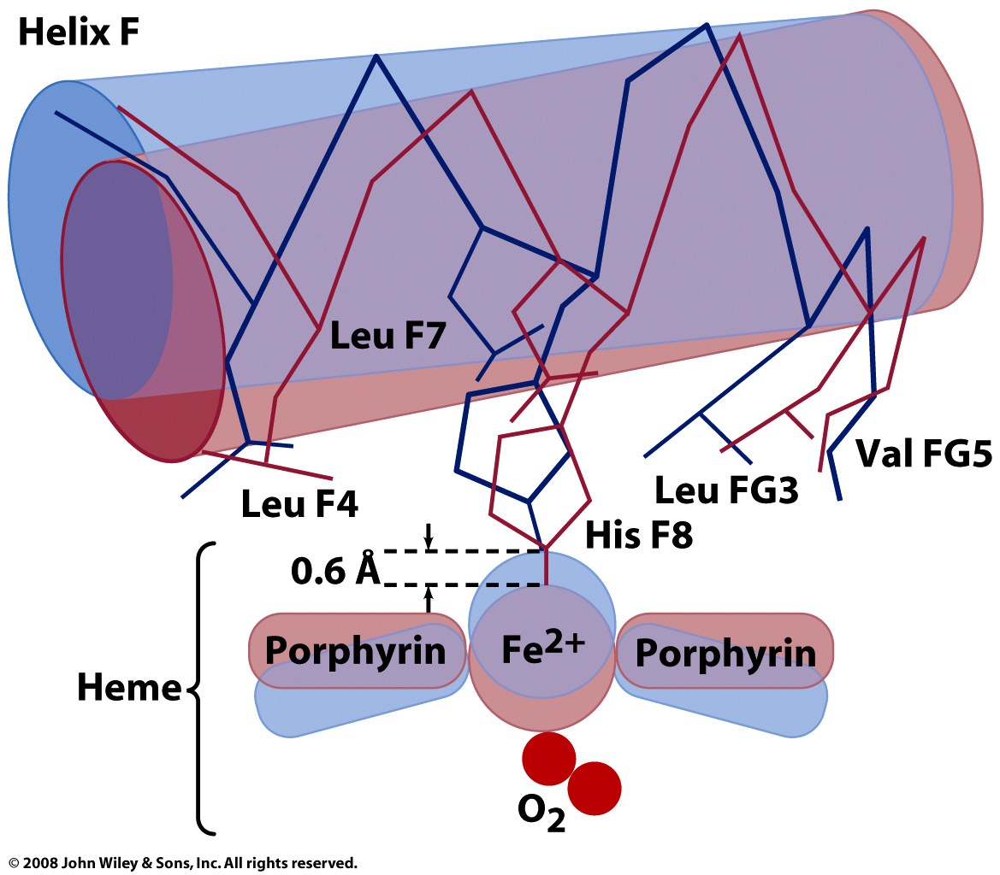 Helix F
Leu F7
Val FG5
Leu FG3
Leu F4
His F8
0.6 Å
Fe2+
Porphyrin
Porphyrin
Heme
O2
© 2008 John Wiley & Sons, Inc. All rights reserved.